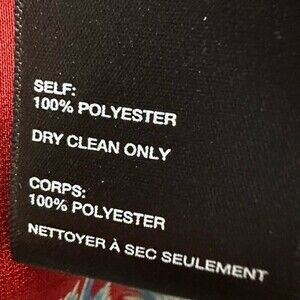 SELF:
100% POLYESTER
DRY CLEAN ONLY
CORPS:
100% POLYESTER
NETTOYER À SEC SEULEMENT